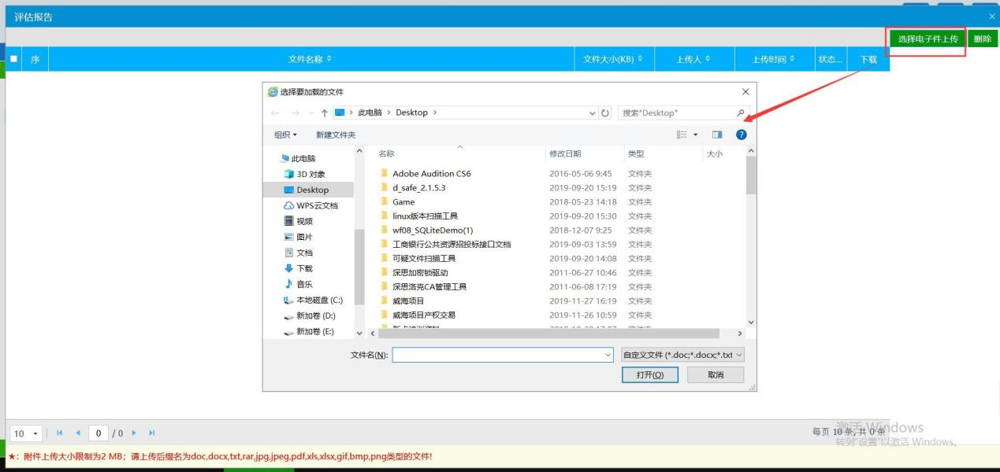 评估报告
选择电子件上传 删除
序 文件名称 文件大小(KB) 上传人 上传时间 状态... 下载
选择要加载的文件
此电脑 Desktop 搜索"Desktop"
组织 新建文件夹
名称 修改日期 类型 大小
此电脑
3D 对象
Desktop
WPS云文档
视频
图片
文档
下载
音乐
本地磁盘 (C:)
新加卷 (D:)
新加卷 (E:)
Adobe Audition CS6 2016-05-06 9:45 文件夹
d_safe_2.1.5.3 2019-09-20 15:19 文件夹
Game 2018-05-23 14:18 文件夹
linux版本扫描工具 2019-09-20 15:30 文件夹
wf08_SQLiteDemo(1) 2018-12-07 9:25 文件夹
工商银行公共资源招投标接口文档 2019-09-03 13:59 文件夹
可疑文件扫描工具 2019-09-20 14:08 文件夹
深思加密锁驱动 2011-06-27 10:46 文件夹
深思洛克CA管理工具 2011-06-08 17:19 文件夹
威海项目 2019-11-27 16:19 文件夹
威海项目产权交易 2019-11-26 10:59 文件夹
文件名(N): 自定义文件 (*.doc;*.docx;*.txt
打开(O) 取消
10 0 / 0 每页 10 条, 共 0 条
激活 Windows
转到"设置"以激活 Windows。
★: 附件上传大小限制为2 MB; 请上传后缀名为doc,docx,txt,rar,jpg,jpeg,pdf,xls,xlsx,gif,bmp,png类型的文件!